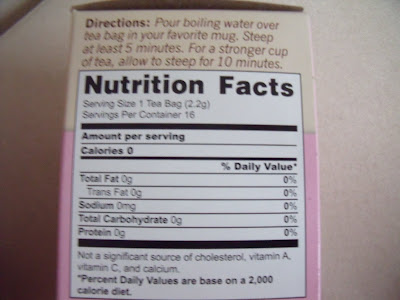 Directions: Pour boiling water over
tea bag in your favorite mug. Steep
at least 5 minutes. For a stronger cup
of tea, allow to steep for 10 minutes.
Nutrition Facts
Serving Size 1 Tea Bag (2.2g)
Servings Per Container 16
Amount per serving
Calories 0
% Daily Value*
Total Fat 0g 0%
Trans Fat 0g 0%
Sodium 0mg 0%
Total Carbohydrate 0g 0%
Protein 0g 0%
Not a significant source of cholesterol, vitamin A,
vitamin C, and calcium.
*Percent Daily Values are base on a 2,000
calorie diet.